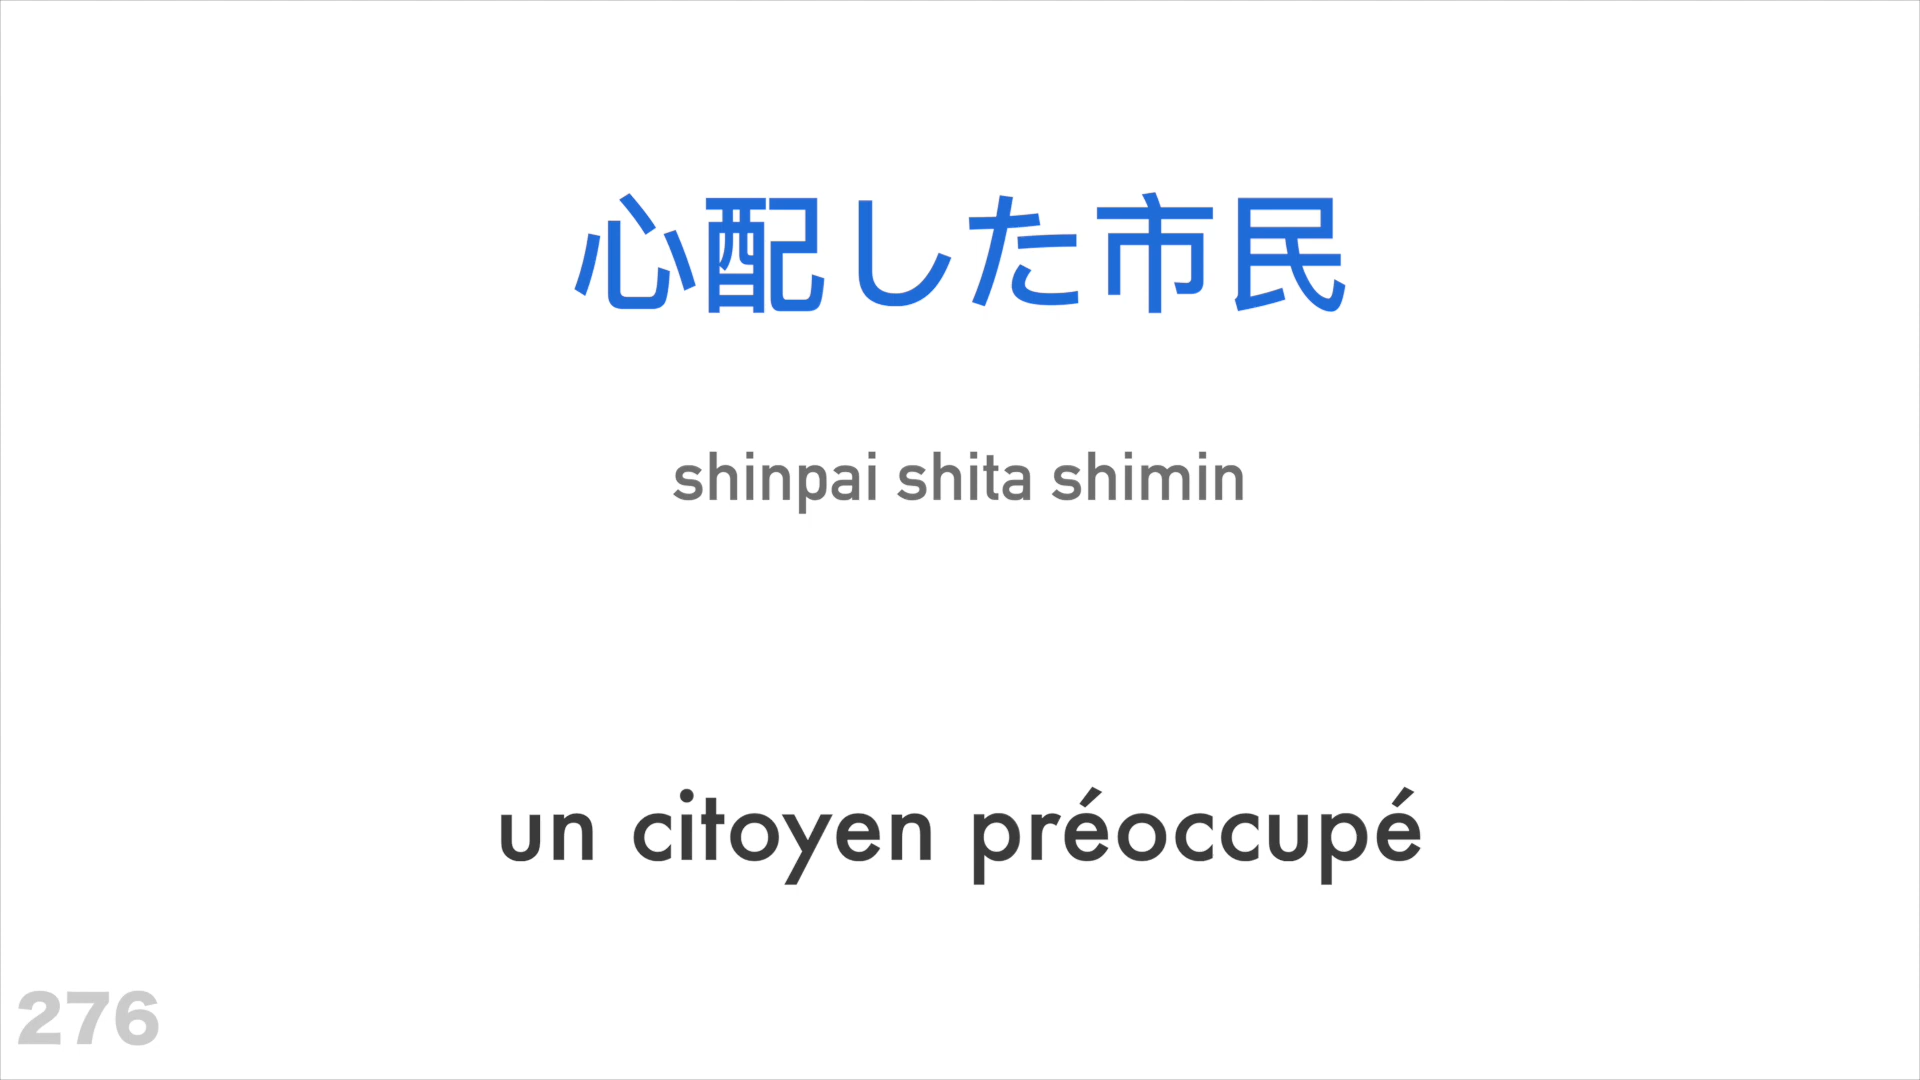 心配した市民
shinpai shita shimin
un citoyen préoccupé
276